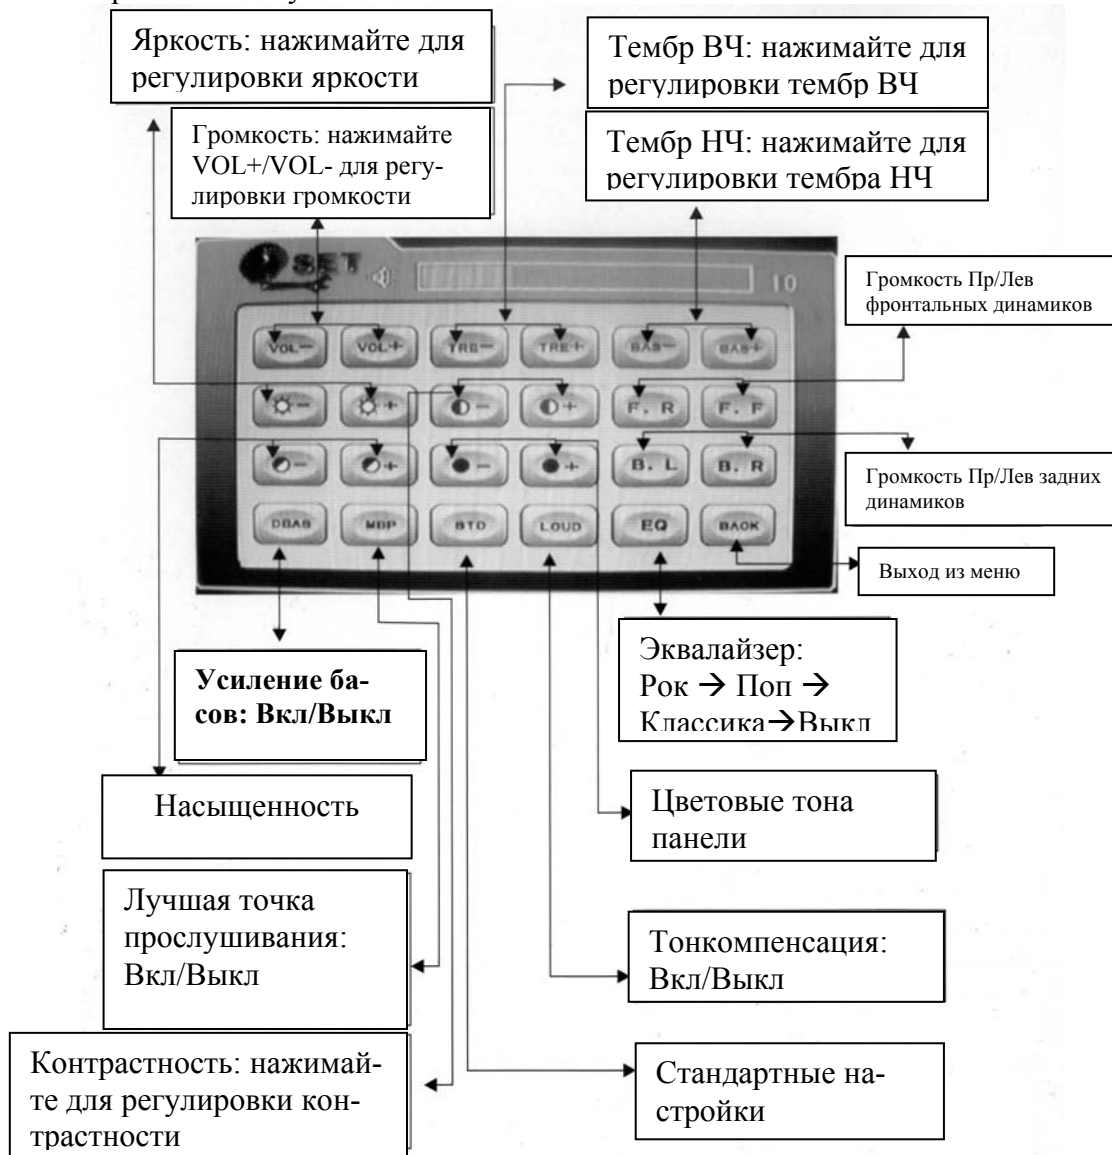 Яркость: нажимайте для
регулировки яркости
Тембр ВЧ: нажимайте для
регулировки тембр ВЧ
Громкость: нажимайте
VOL+/VOL- для регу-
лировки громкости
Тембр НЧ: нажимайте для
регулировки тембра НЧ
SET
10
Громкость Пр/Лев
фронтальных динамиков
VOL- VOL+ TRE- TRE+ BAS- BAS+
- + - + F. R F. F
- + - + B. L B. R
Громкость Пр/Лев задних
динамиков
DBAS MBP STD LOUD EQ BACK
Выход из меню
Усиление ба-
сов: Вкл/Выкл
Эквалайзер:
Рок → Поп →
Классика→Выкл
Насыщенность
Цветовые тона
панели
Лучшая точка
прослушивания:
Вкл/Выкл
Тонкомпенсация:
Вкл/Выкл
Контрастность: нажимай-
те для регулировки кон-
трастности
Стандартные на-
стройки